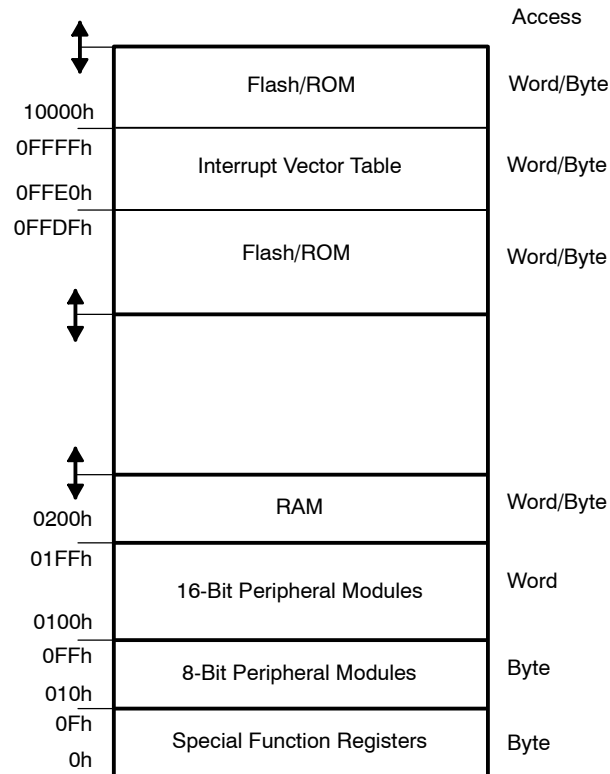 Access
Flash/ROM Word/Byte
10000h
0FFFFh
Interrupt Vector Table Word/Byte
0FFE0h
0FFDFh
Flash/ROM Word/Byte
RAM Word/Byte
0200h
01FFh
16-Bit Peripheral Modules Word
0100h
0FFh
8-Bit Peripheral Modules Byte
010h
0Fh
Special Function Registers Byte
0h